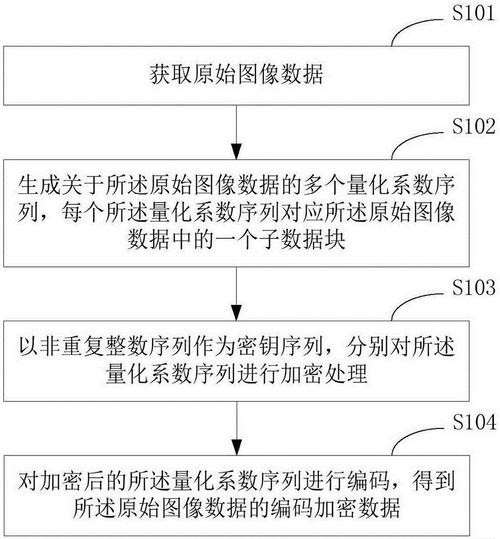 S101
获取原始图像数据
S102
生成关于所述原始图像数据的多个量化系数序
列，每个所述量化系数序列对应所述原始图像
数据中的一个子数据块
S103
以非重复整数序列作为密钥序列，分别对所述
量化系数序列进行加密处理
S104
对加密后的所述量化系数序列进行编码，得到
所述原始图像数据的编码加密数据